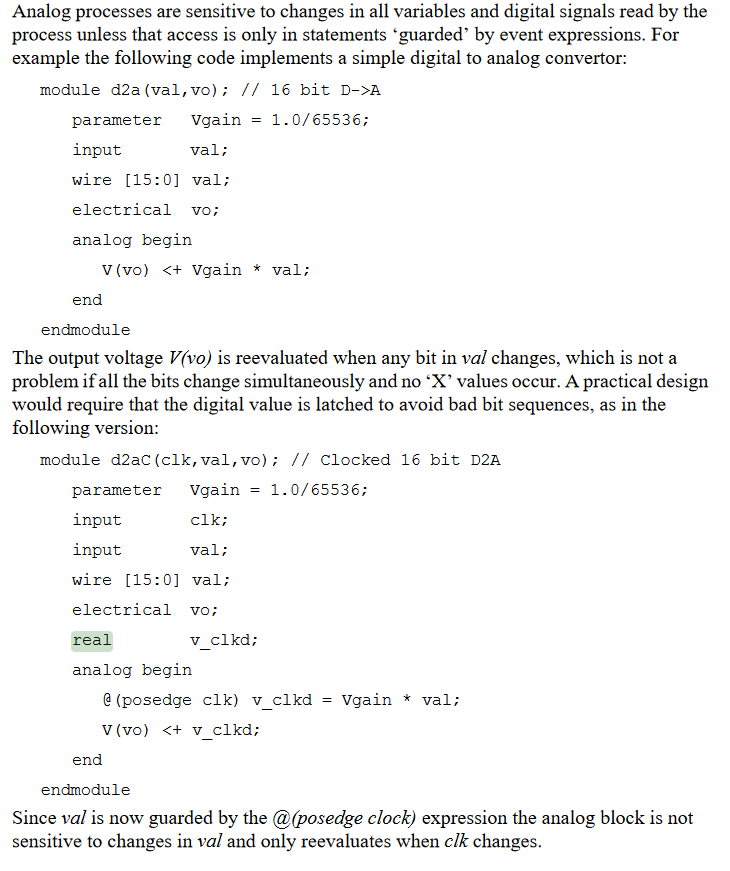 Analog processes are sensitive to changes in all variables and digital signals read by the
process unless that access is only in statements ‘guarded’ by event expressions. For
example the following code implements a simple digital to analog convertor:
module d2a(val,vo); // 16 bit D->A
parameter Vgain = 1.0/65536;
input val;
wire [15:0] val;
electrical vo;
analog begin
V(vo) <+ Vgain * val;
end
endmodule
The output voltage V(vo) is reevaluated when any bit in val changes, which is not a
problem if all the bits change simultaneously and no ‘X’ values occur. A practical design
would require that the digital value is latched to avoid bad bit sequences, as in the
following version:
module d2aC(clk,val,vo); // Clocked 16 bit D2A
parameter Vgain = 1.0/65536;
input clk;
input val;
wire [15:0] val;
electrical vo;
real v_clkd;
analog begin
@(posedge clk) v_clkd = Vgain * val;
V(vo) <+ v_clkd;
end
endmodule
Since val is now guarded by the @(posedge clock) expression the analog block is not
sensitive to changes in val and only reevaluates when clk changes.